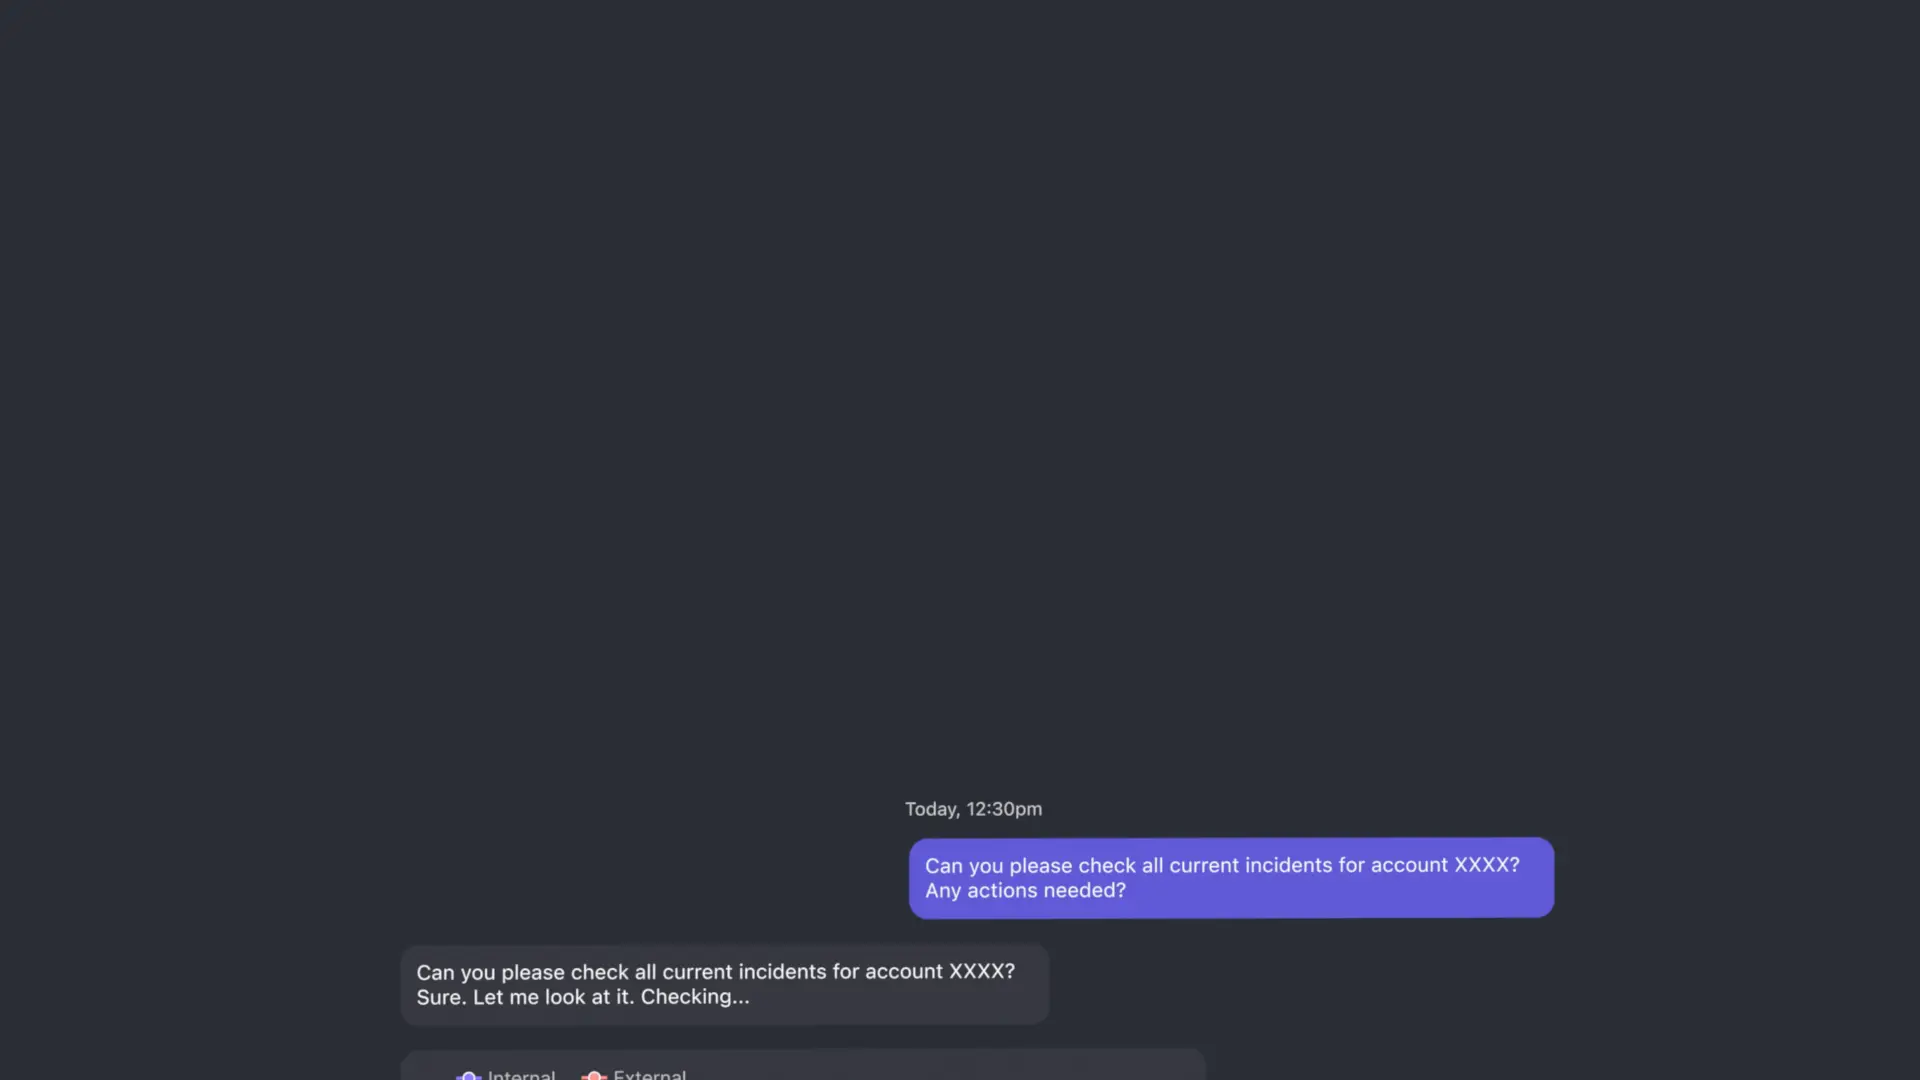 Today, 12:30pm
Can you please check all current incidents for account XXXX?
Any actions needed?
Can you please check all current incidents for account XXXX?
Sure. Let me look at it. Checking...
Internal External